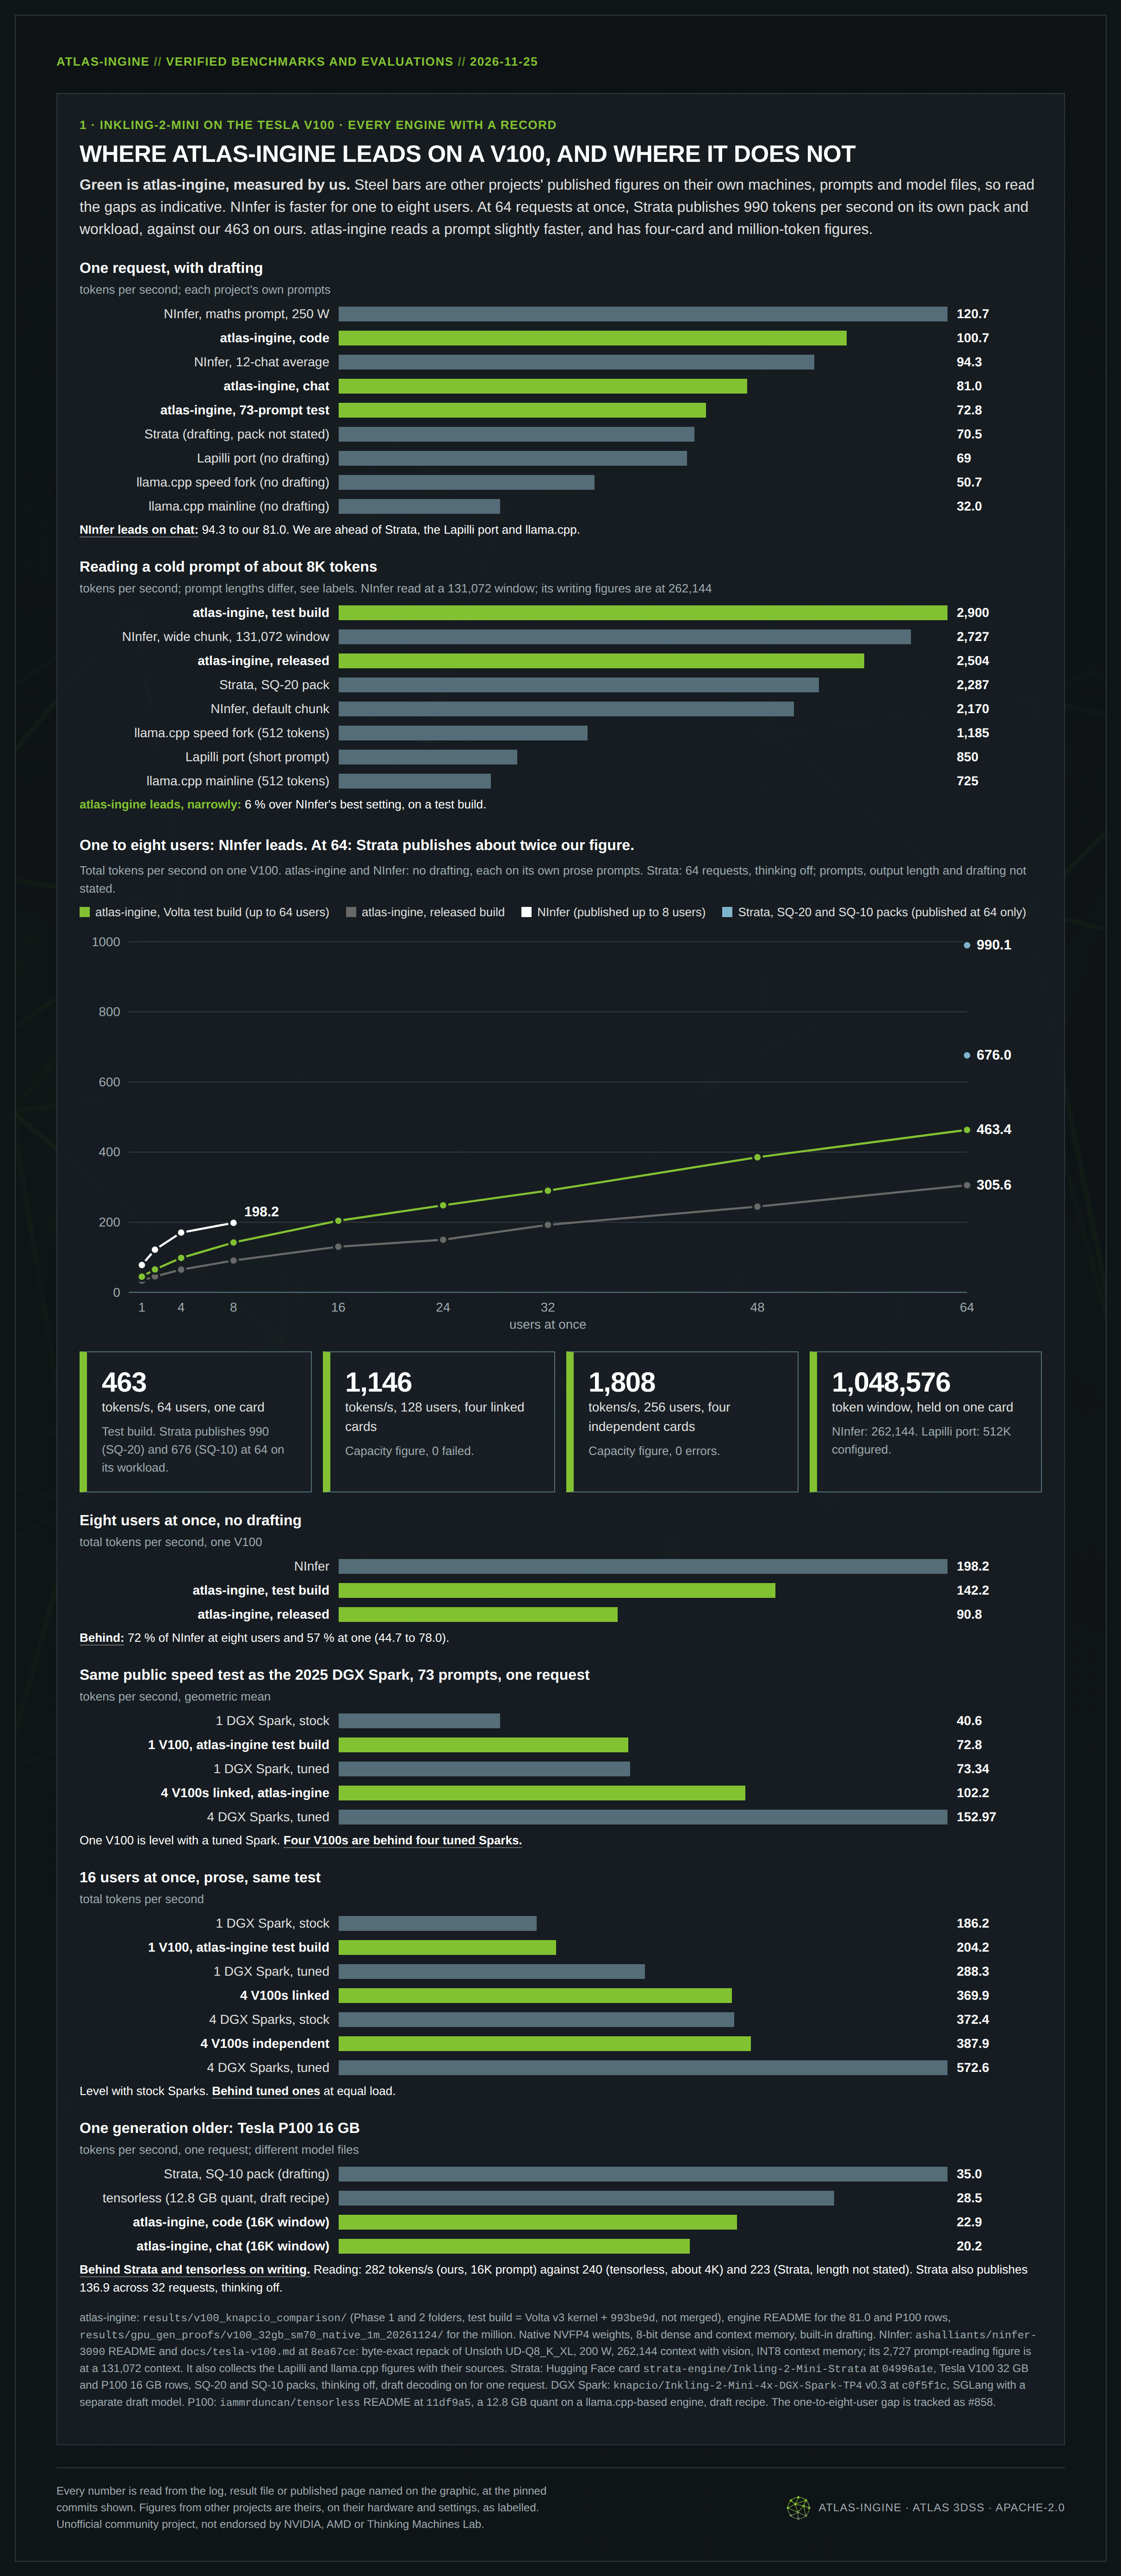 ATLAS-INGINE // VERIFIED BENCHMARKS AND EVALUATIONS // 2026-11-25
1 · INKLING-2-MINI ON THE TESLA V100 · EVERY ENGINE WITH A RECORD
WHERE ATLAS-INGINE LEADS ON A V100, AND WHERE IT DOES NOT
Green is atlas-ingine, measured by us. Steel bars are other projects' published figures on their own machines, prompts and model files, so read
the gaps as indicative. NInfer is faster for one to eight users. At 64 requests at once, Strata publishes 990 tokens per second on its own pack and
workload, against our 463 on ours. atlas-ingine reads a prompt slightly faster, and has four-card and million-token figures.
One request, with drafting
tokens per second; each project's own prompts
NInfer, maths prompt, 250 W 120.7
atlas-ingine, code 100.7
NInfer, 12-chat average 94.3
atlas-ingine, chat 81.0
atlas-ingine, 73-prompt test 72.8
Strata (drafting, pack not stated) 70.5
Lapilli port (no drafting) 69
llama.cpp speed fork (no drafting) 50.7
llama.cpp mainline (no drafting) 32.0
NInfer leads on chat: 94.3 to our 81.0. We are ahead of Strata, the Lapilli port and llama.cpp.
Reading a cold prompt of about 8K tokens
tokens per second; prompt lengths differ, see labels. NInfer read at a 131,072 window; its writing figures are at 262,144
atlas-ingine, test build 2,900
NInfer, wide chunk, 131,072 window 2,727
atlas-ingine, released 2,504
Strata, SQ-20 pack 2,287
NInfer, default chunk 2,170
llama.cpp speed fork (512 tokens) 1,185
Lapilli port (short prompt) 850
llama.cpp mainline (512 tokens) 725
atlas-ingine leads, narrowly: 6 % over NInfer's best setting, on a test build.
One to eight users: NInfer leads. At 64: Strata publishes about twice our figure.
Total tokens per second on one V100. atlas-ingine and NInfer: no drafting, each on its own prose prompts. Strata: 64 requests, thinking off; prompts, output length and drafting not
stated.
atlas-ingine, Volta test build (up to 64 users) atlas-ingine, released build NInfer (published up to 8 users) Strata, SQ-20 and SQ-10 packs (published at 64 only)
1000
990.1
800
676.0
600
463.4
400
305.6
198.2
200
0
1 4 8 16 24 32 48 64
users at once
463
tokens/s, 64 users, one card
Test build. Strata publishes 990
(SQ-20) and 676 (SQ-10) at 64 on
its workload.
1,146
tokens/s, 128 users, four linked
cards
Capacity figure, 0 failed.
1,808
tokens/s, 256 users, four
independent cards
Capacity figure, 0 errors.
1,048,576
token window, held on one card
NInfer: 262,144. Lapilli port: 512K
configured.
Eight users at once, no drafting
total tokens per second, one V100
NInfer 198.2
atlas-ingine, test build 142.2
atlas-ingine, released 90.8
Behind: 72 % of NInfer at eight users and 57 % at one (44.7 to 78.0).
Same public speed test as the 2025 DGX Spark, 73 prompts, one request
tokens per second, geometric mean
1 DGX Spark, stock 40.6
1 V100, atlas-ingine test build 72.8
1 DGX Spark, tuned 73.34
4 V100s linked, atlas-ingine 102.2
4 DGX Sparks, tuned 152.97
One V100 is level with a tuned Spark. Four V100s are behind four tuned Sparks.
16 users at once, prose, same test
total tokens per second
1 DGX Spark, stock 186.2
1 V100, atlas-ingine test build 204.2
1 DGX Spark, tuned 288.3
4 V100s linked 369.9
4 DGX Sparks, stock 372.4
4 V100s independent 387.9
4 DGX Sparks, tuned 572.6
Level with stock Sparks. Behind tuned ones at equal load.
One generation older: Tesla P100 16 GB
tokens per second, one request; different model files
Strata, SQ-10 pack (drafting) 35.0
tensorless (12.8 GB quant, draft recipe) 28.5
atlas-ingine, code (16K window) 22.9
atlas-ingine, chat (16K window) 20.2
Behind Strata and tensorless on writing. Reading: 282 tokens/s (ours, 16K prompt) against 240 (tensorless, about 4K) and 223 (Strata, length not stated). Strata also publishes
136.9 across 32 requests, thinking off.
atlas-ingine: results/v100_knapcio_comparison/ (Phase 1 and 2 folders, test build = Volta v3 kernel + 993be9d, not merged), engine README for the 81.0 and P100 rows,
results/gpu_gen_proofs/v100_32gb_sm70_native_1m_20261124/ for the million. Native NVFP4 weights, 8-bit dense and context memory, built-in drafting. NInfer: ashalliants/ninfer-
3090 README and docs/tesla-v100.md at 8ea67ce: byte-exact repack of Unsloth UD-Q8_K_XL, 200 W, 262,144 context with vision, INT8 context memory; its 2,727 prompt-reading figure is
at a 131,072 context. It also collects the Lapilli and llama.cpp figures with their sources. Strata: Hugging Face card strata-engine/Inkling-2-Mini-Strata at 04996a1e, Tesla V100 32 GB
and P100 16 GB rows, SQ-20 and SQ-10 packs, thinking off, draft decoding on for one request. DGX Spark: knapcio/Inkling-2-Mini-4x-DGX-Spark-TP4 v0.3 at c0f5f1c, SGLang with a
separate draft model. P100: iammrduncan/tensorless README at 11df9a5, a 12.8 GB quant on a llama.cpp-based engine, draft recipe. The one-to-eight-user gap is tracked as #858.
Every number is read from the log, result file or published page named on the graphic, at the pinned
commits shown. Figures from other projects are theirs, on their hardware and settings, as labelled.
Unofficial community project, not endorsed by NVIDIA, AMD or Thinking Machines Lab.
ATLAS-INGINE · ATLAS 3DSS · APACHE-2.0